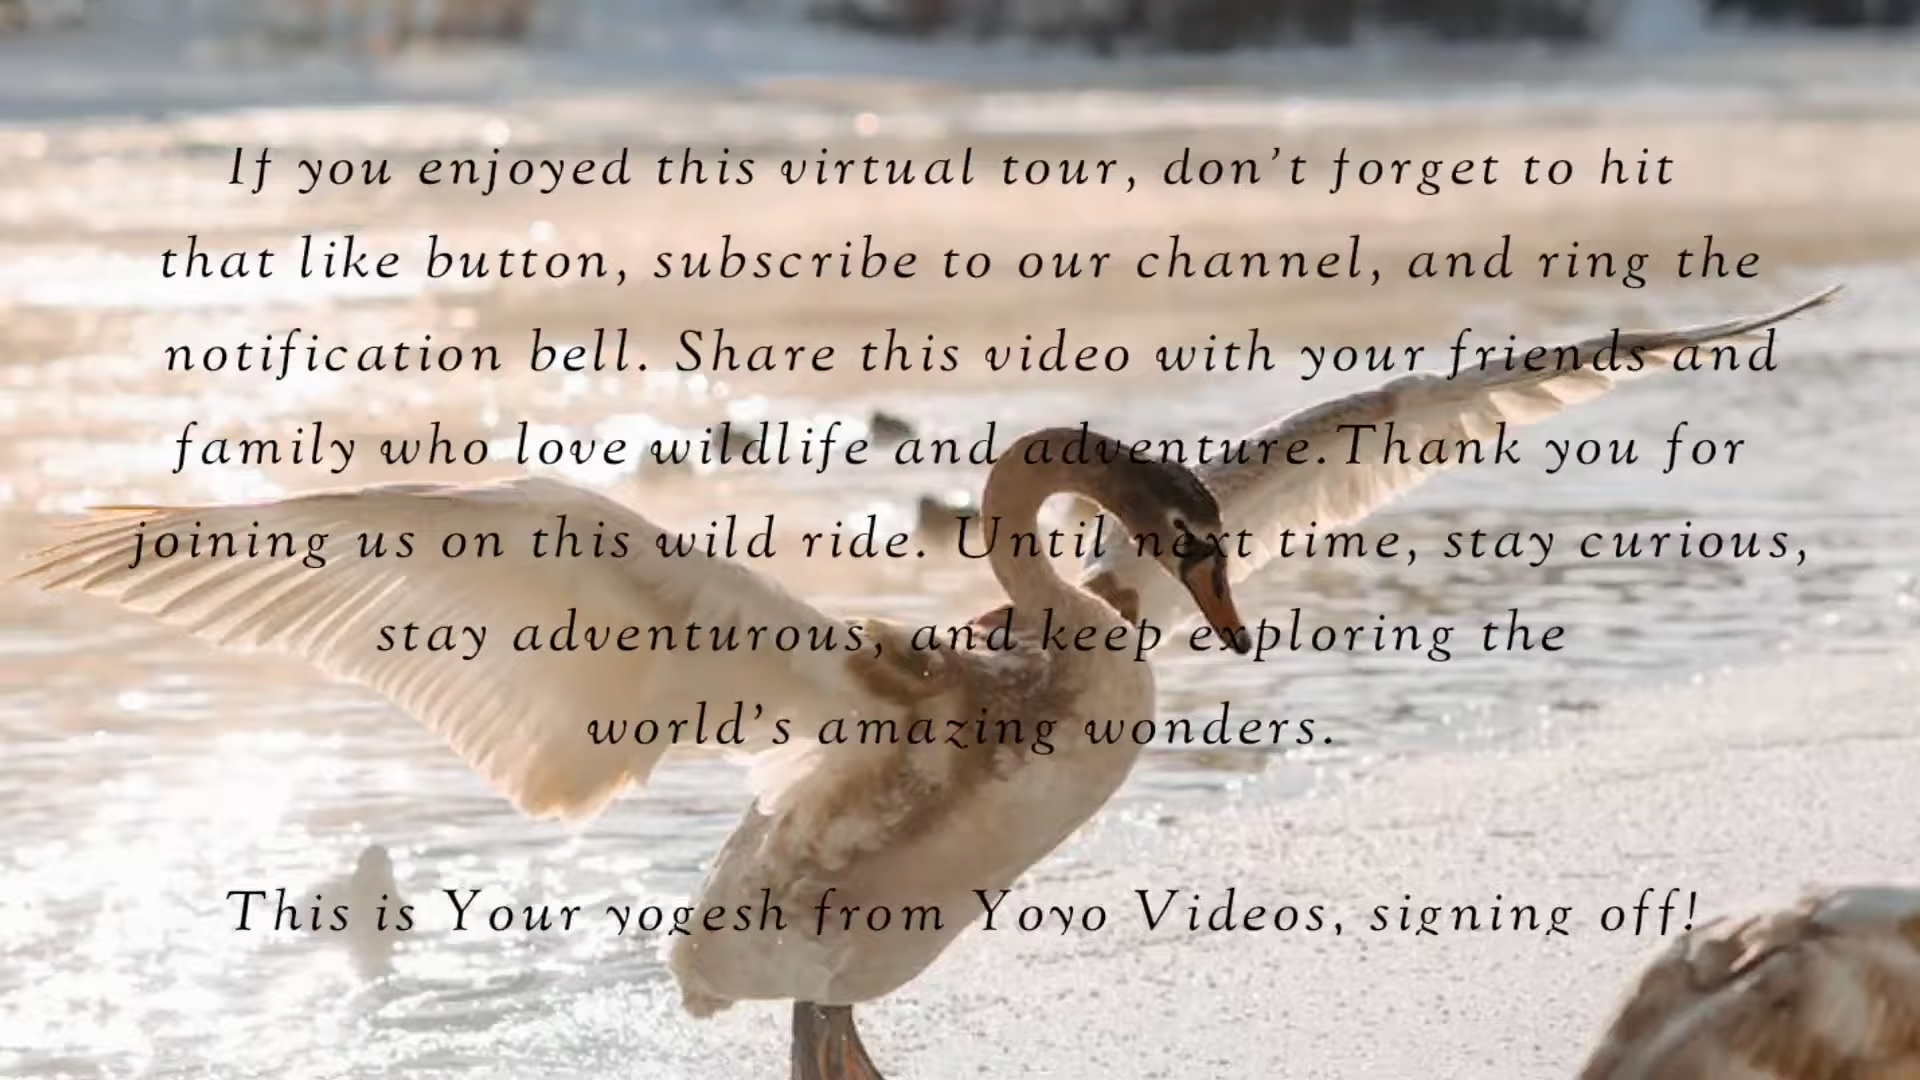 If you enjoyed this virtual tour, don’t forget to hit
that like button, subscribe to our channel, and ring the
notification bell. Share this video with your friends and
family who love wildlife and adventure.Thank you for
joining us on this wild ride. Until next time, stay curious,
stay adventurous, and keep exploring the
world’s amazing wonders.
This is Your yogesh from Yoyo Videos, signing off!